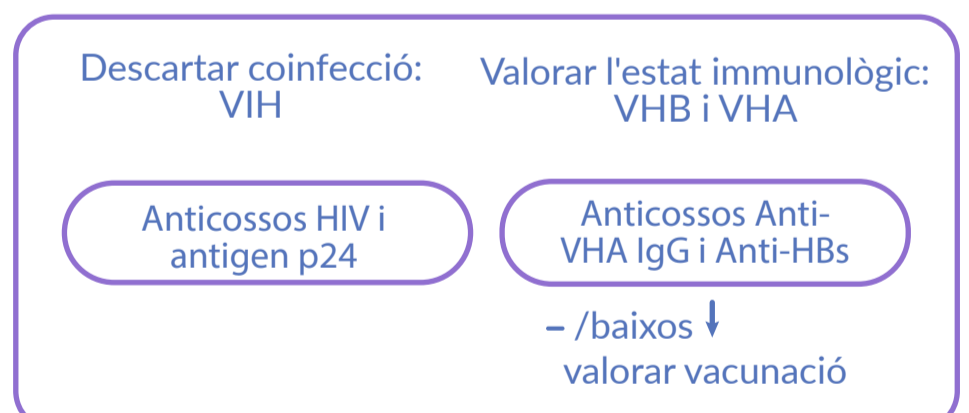 Descartar coinfecció:
VIH
Valorar l'estat immunològic:
VHB i VHA
Anticossos HIV i
antigen p24
Anticossos Anti-
VHA IgG i Anti-HBs
– /baixos ↓
valorar vacunació